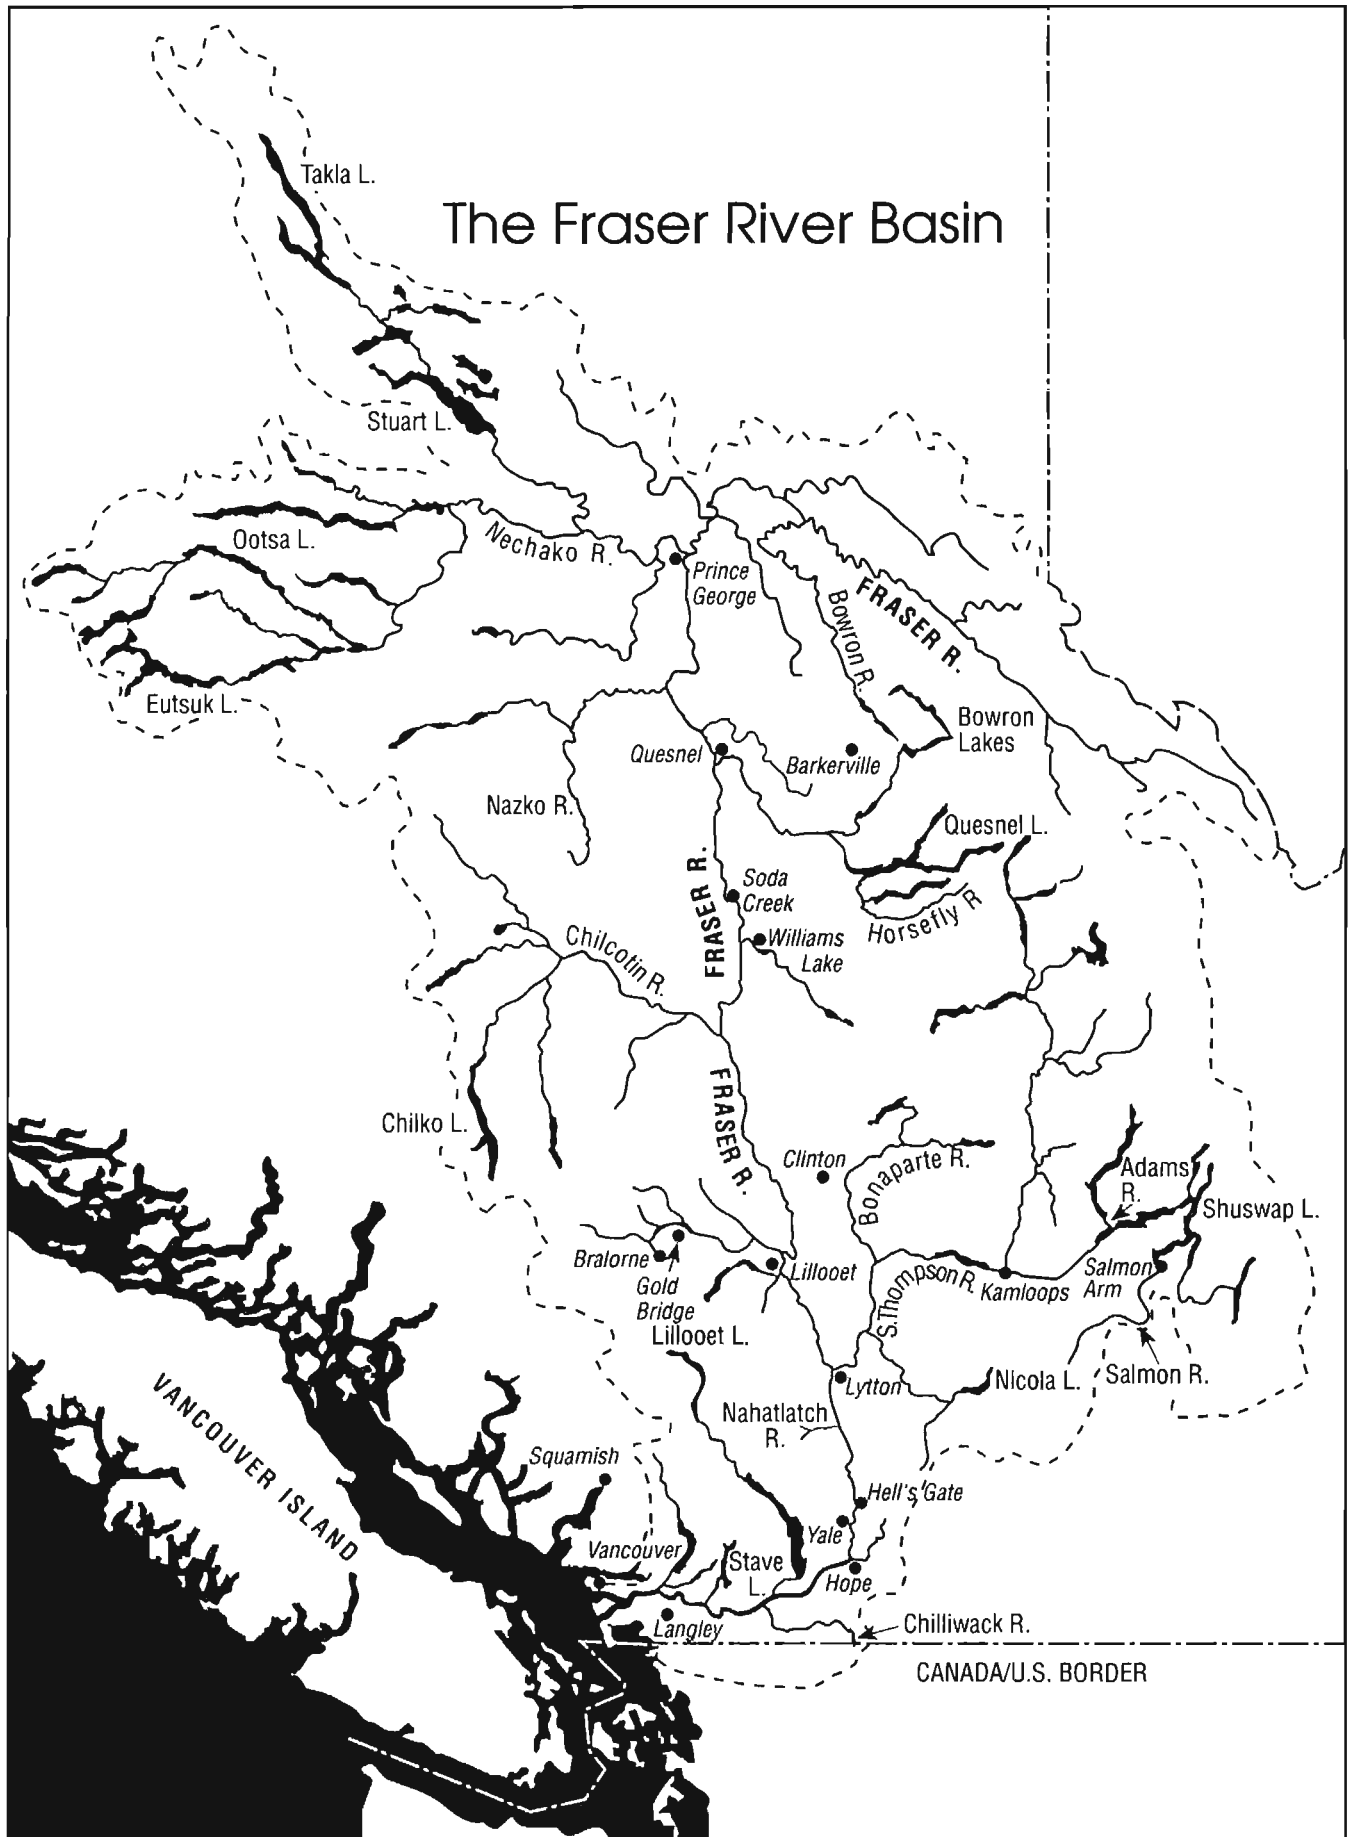 Takla L.
The Fraser River Basin
Stuart L.
Ootsa L.
Nechako R.
Prince
George
FRASER R.
Bowron R.
Eutsuk L.
Bowron
Lakes
Quesnel
Barkerville
Nazko R.
Quesnel L.
FRASER R.
Soda
Creek
Horsefly R
Williams
Lake
Chilcotin R.
FRASER R.
Chilko L.
Clinton
Bonaparte R.
Adams
R.
Shuswap L.
Bralorne
Gold
Bridge
Lillooet
S. Thompson R.
Kamloops
Salmon
Arm
Lillooet L.
Nicola L.
Salmon R.
Lytton
VANCOUVER ISLAND
Nahatlatch
R.
Squamish
Hell's Gate
Yale
Vancouver
Stave
L.
Hope
Langley
Chilliwack R.
CANADA/U.S. BORDER